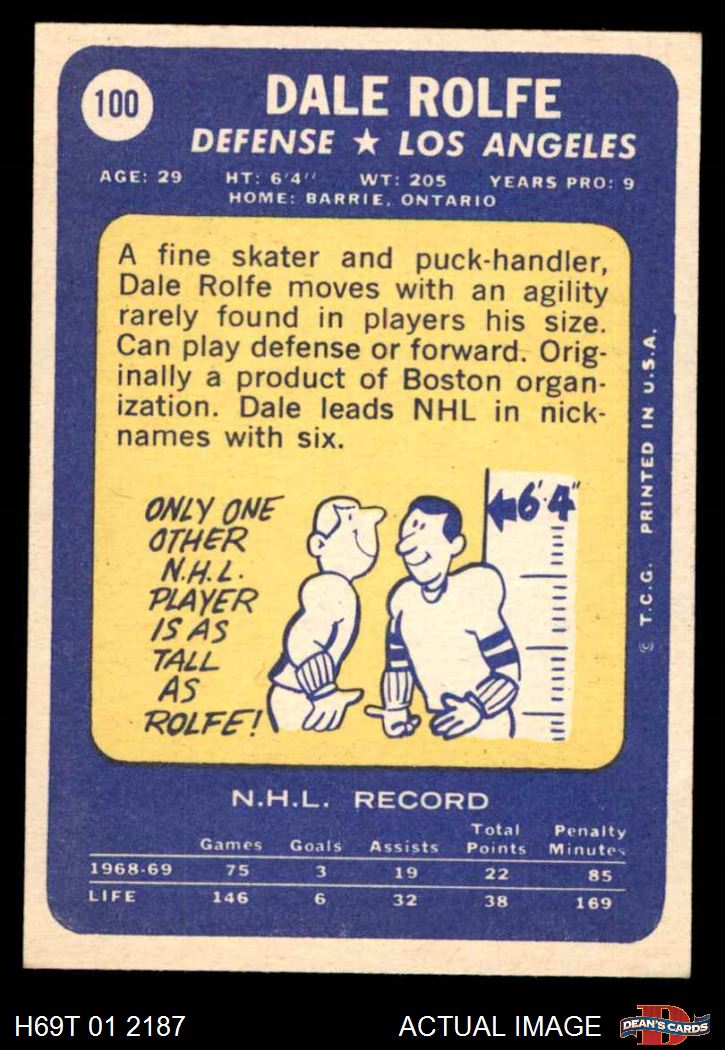 100
DALE ROLFE
DEFENSE ★ LOS ANGELES
AGE: 29 HT: 6'4'' WT: 205 YEARS PRO: 9
HOME: BARRIE, ONTARIO
A fine skater and puck-handler,
Dale Rolfe moves with an agility
rarely found in players his size.
Can play defense or forward. Orig-
inally a product of Boston organ-
ization. Dale leads NHL in nick-
names with six.
ONLY ONE
OTHER
N.H.L.
PLAYER
IS AS
TALL
AS
ROLFE!
6'4"
© T.C.G. PRINTED IN U.S.A.
N.H.L. RECORD
Games Goals Assists Total Points Penalty Minutes
1968-69 75 3 19 22 85
LIFE 146 6 32 38 169
H69T 01 2187 ACTUAL IMAGE
D
DEAN'S CARDS